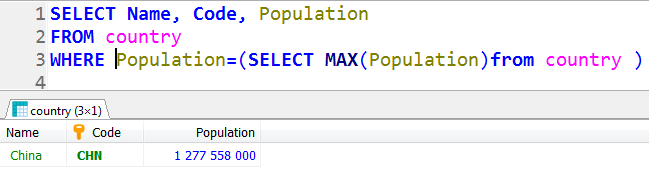 1 SELECT Name, Code, Population
2 FROM country
3 WHERE Population=(SELECT MAX(Population)from country )
4
country (3×1)
Name Code Population
China CHN 1 277 558 000